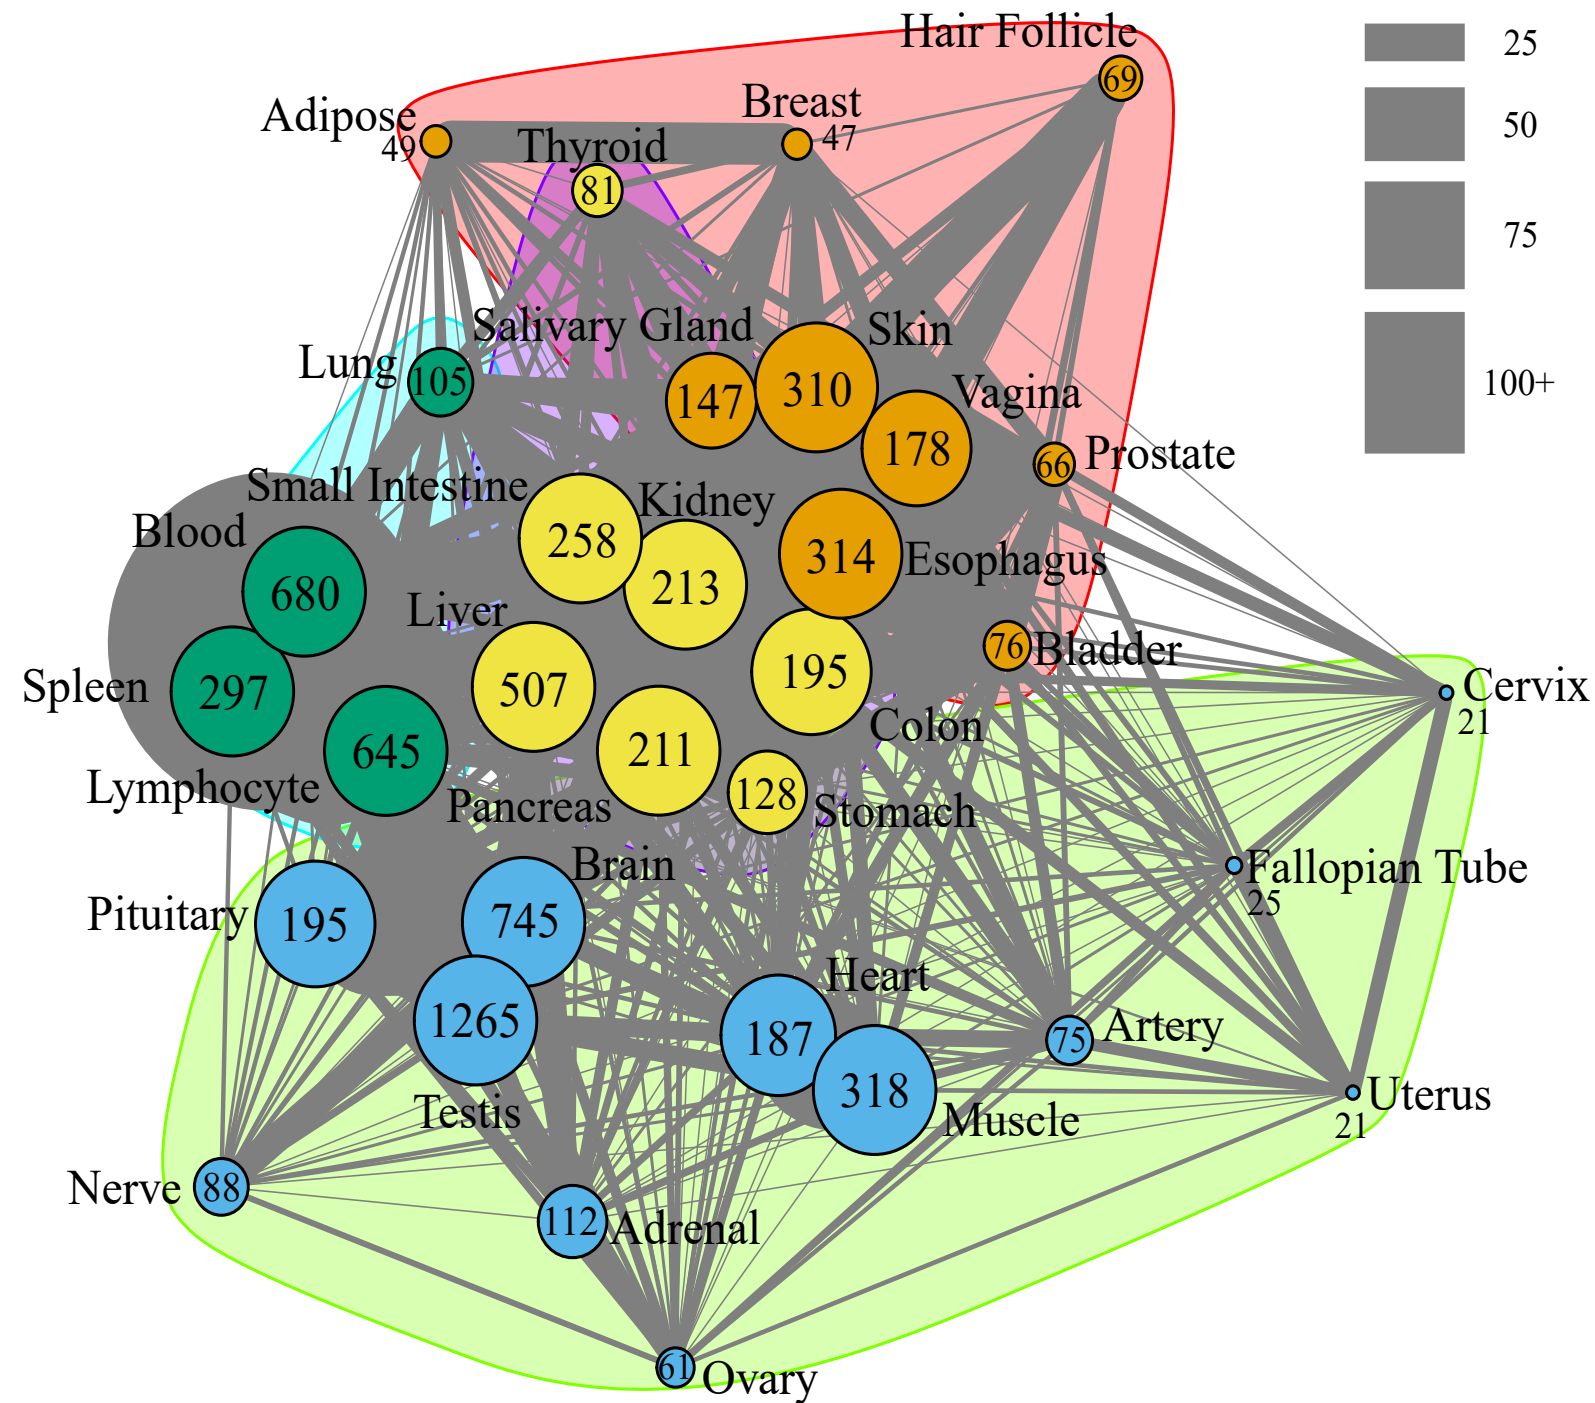 Hair Follicle
69
25
Adipose
49
Breast
47
50
Thyroid
81
75
Salivary Gland
147
Skin
310
Lung
105
Vagina
178
100+
Prostate
66
Small Intestine
258
Kidney
213
Blood
680
Esophagus
314
Liver
507
Spleen
297
Colon
195
Bladder
76
Cervix
21
Lymphocyte
645
Pancreas
211
Stomach
128
Brain
745
Fallopian Tube
25
Pituitary
195
Heart
187
Testis
1265
Muscle
318
Artery
75
Uterus
21
Nerve
88
Adrenal
112
Ovary
61